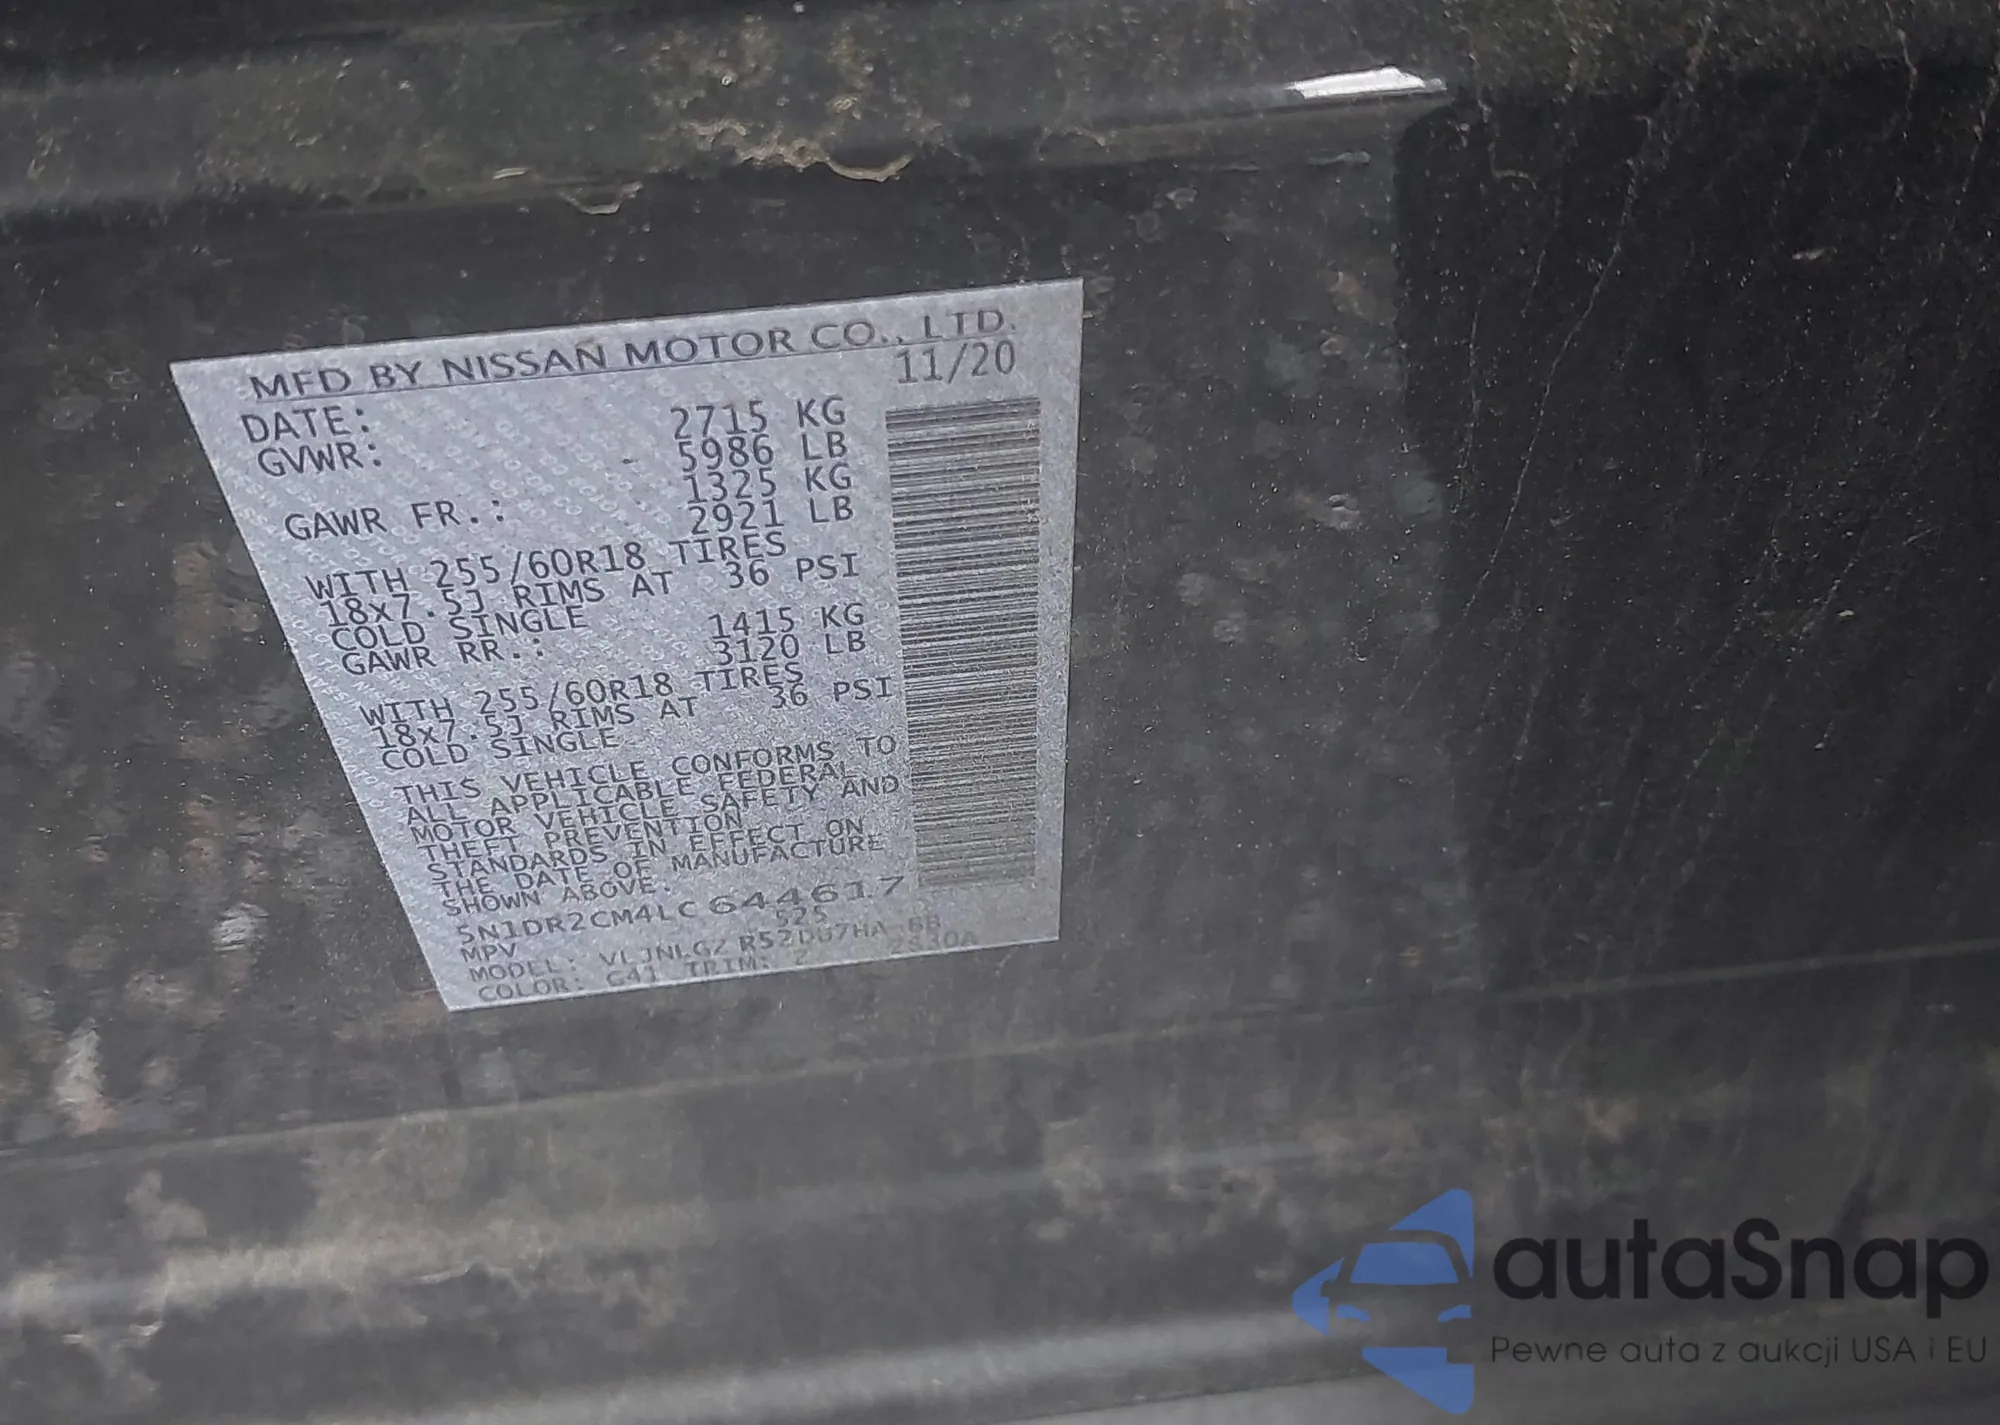 MFD BY NISSAN MOTOR CO., LTD.
DATE: 11/20
GVWR: 2715 KG
5986 LB
GAWR FR.: 1325 KG
2921 LB
WITH 255/60R18 TIRES
18x7.5J RIMS AT 36 PSI
COLD SINGLE
GAWR RR.: 1415 KG
3120 LB
WITH 255/60R18 TIRES
18x7.5J RIMS AT 36 PSI
COLD SINGLE
THIS VEHICLE CONFORMS TO
ALL APPLICABLE FEDERAL
MOTOR VEHICLE SAFETY AND
THEFT PREVENTION
STANDARDS IN EFFECT ON
THE DATE OF MANUFACTURE
SHOWN ABOVE.
5N1DR2CM4LC644617
MPV 525
MODEL:
COLOR: G41 TRIM:
autaSnap
Pewne auta z aukcji USA i EU